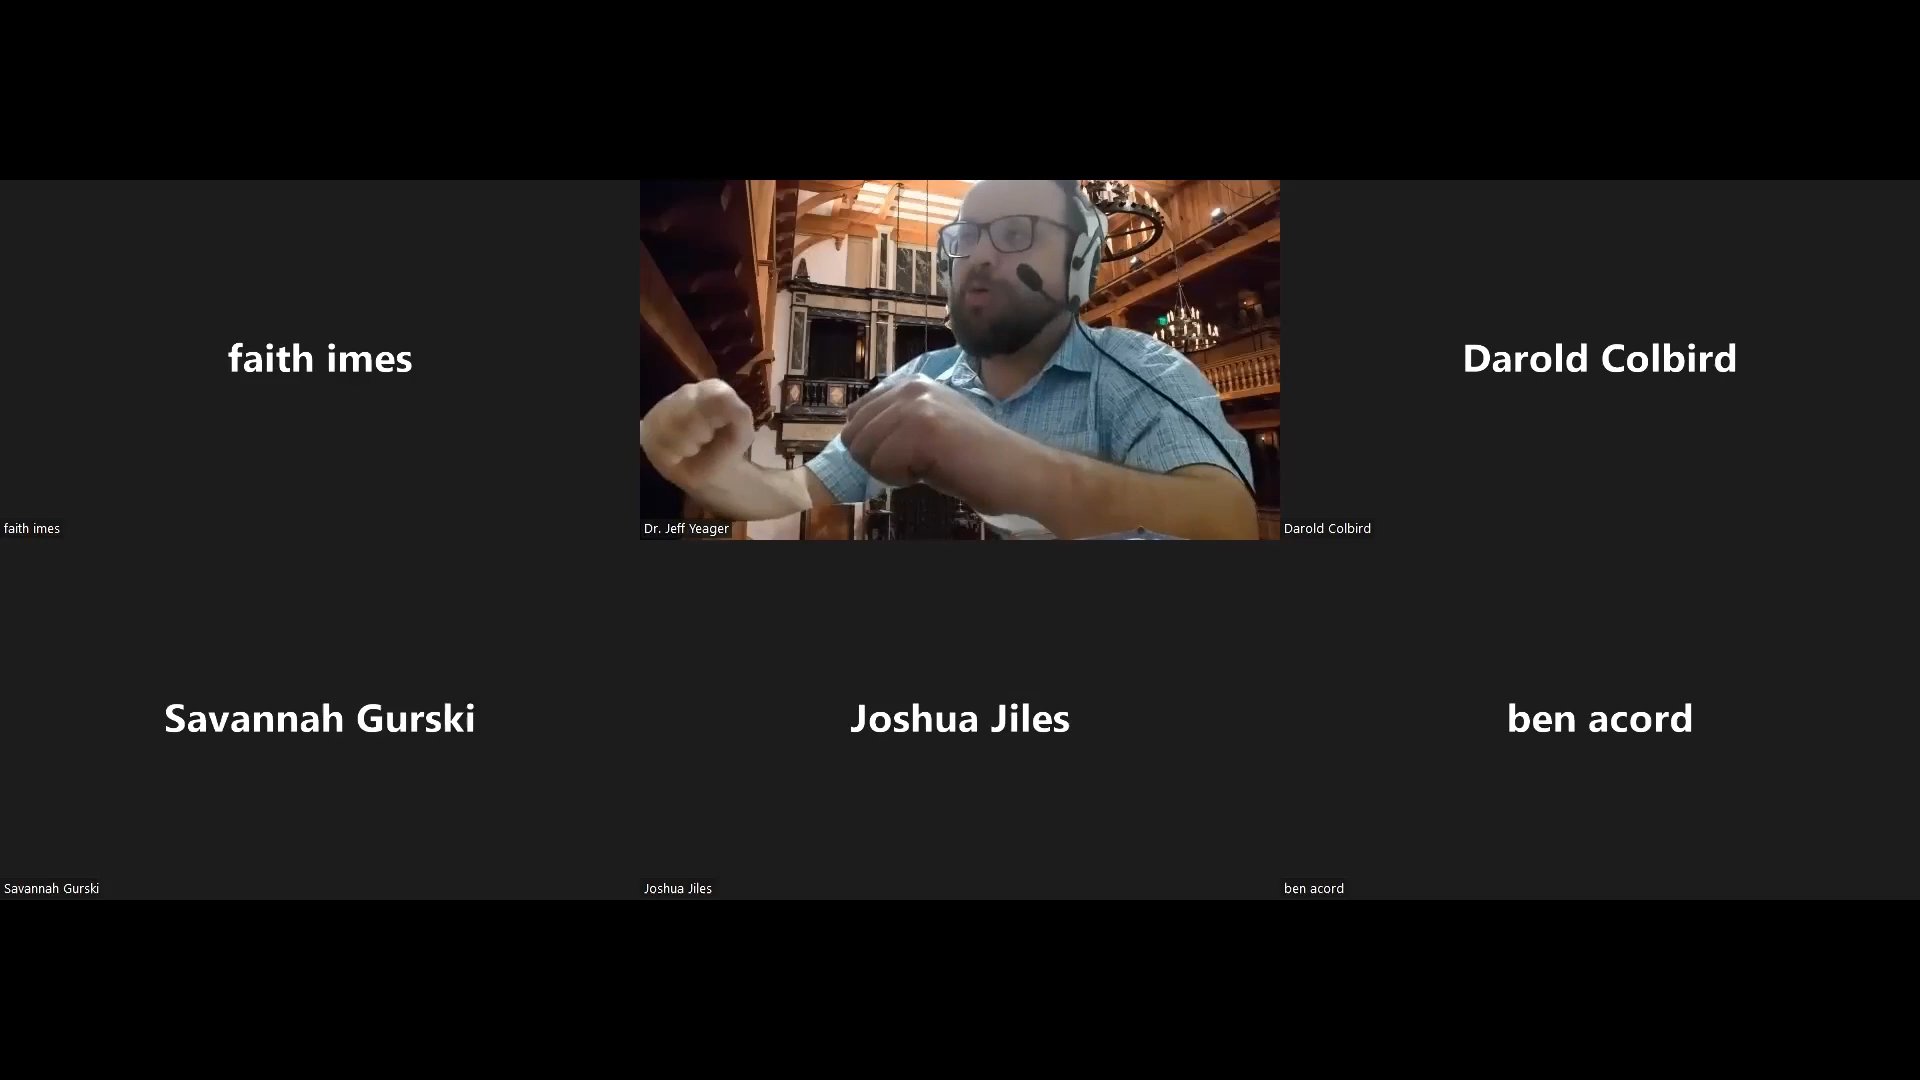 faith imes
Darold Colbird
faith imes
Dr. Jeff Yeager
Darold Colbird
Savannah Gurski
Joshua Jiles
ben acord
Savannah Gurski
Joshua Jiles
ben acord